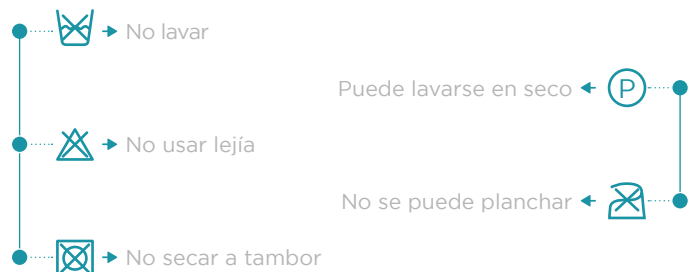 No lavar
Puede lavarse en seco
P
No usar lejía
No se puede planchar
No secar a tambor